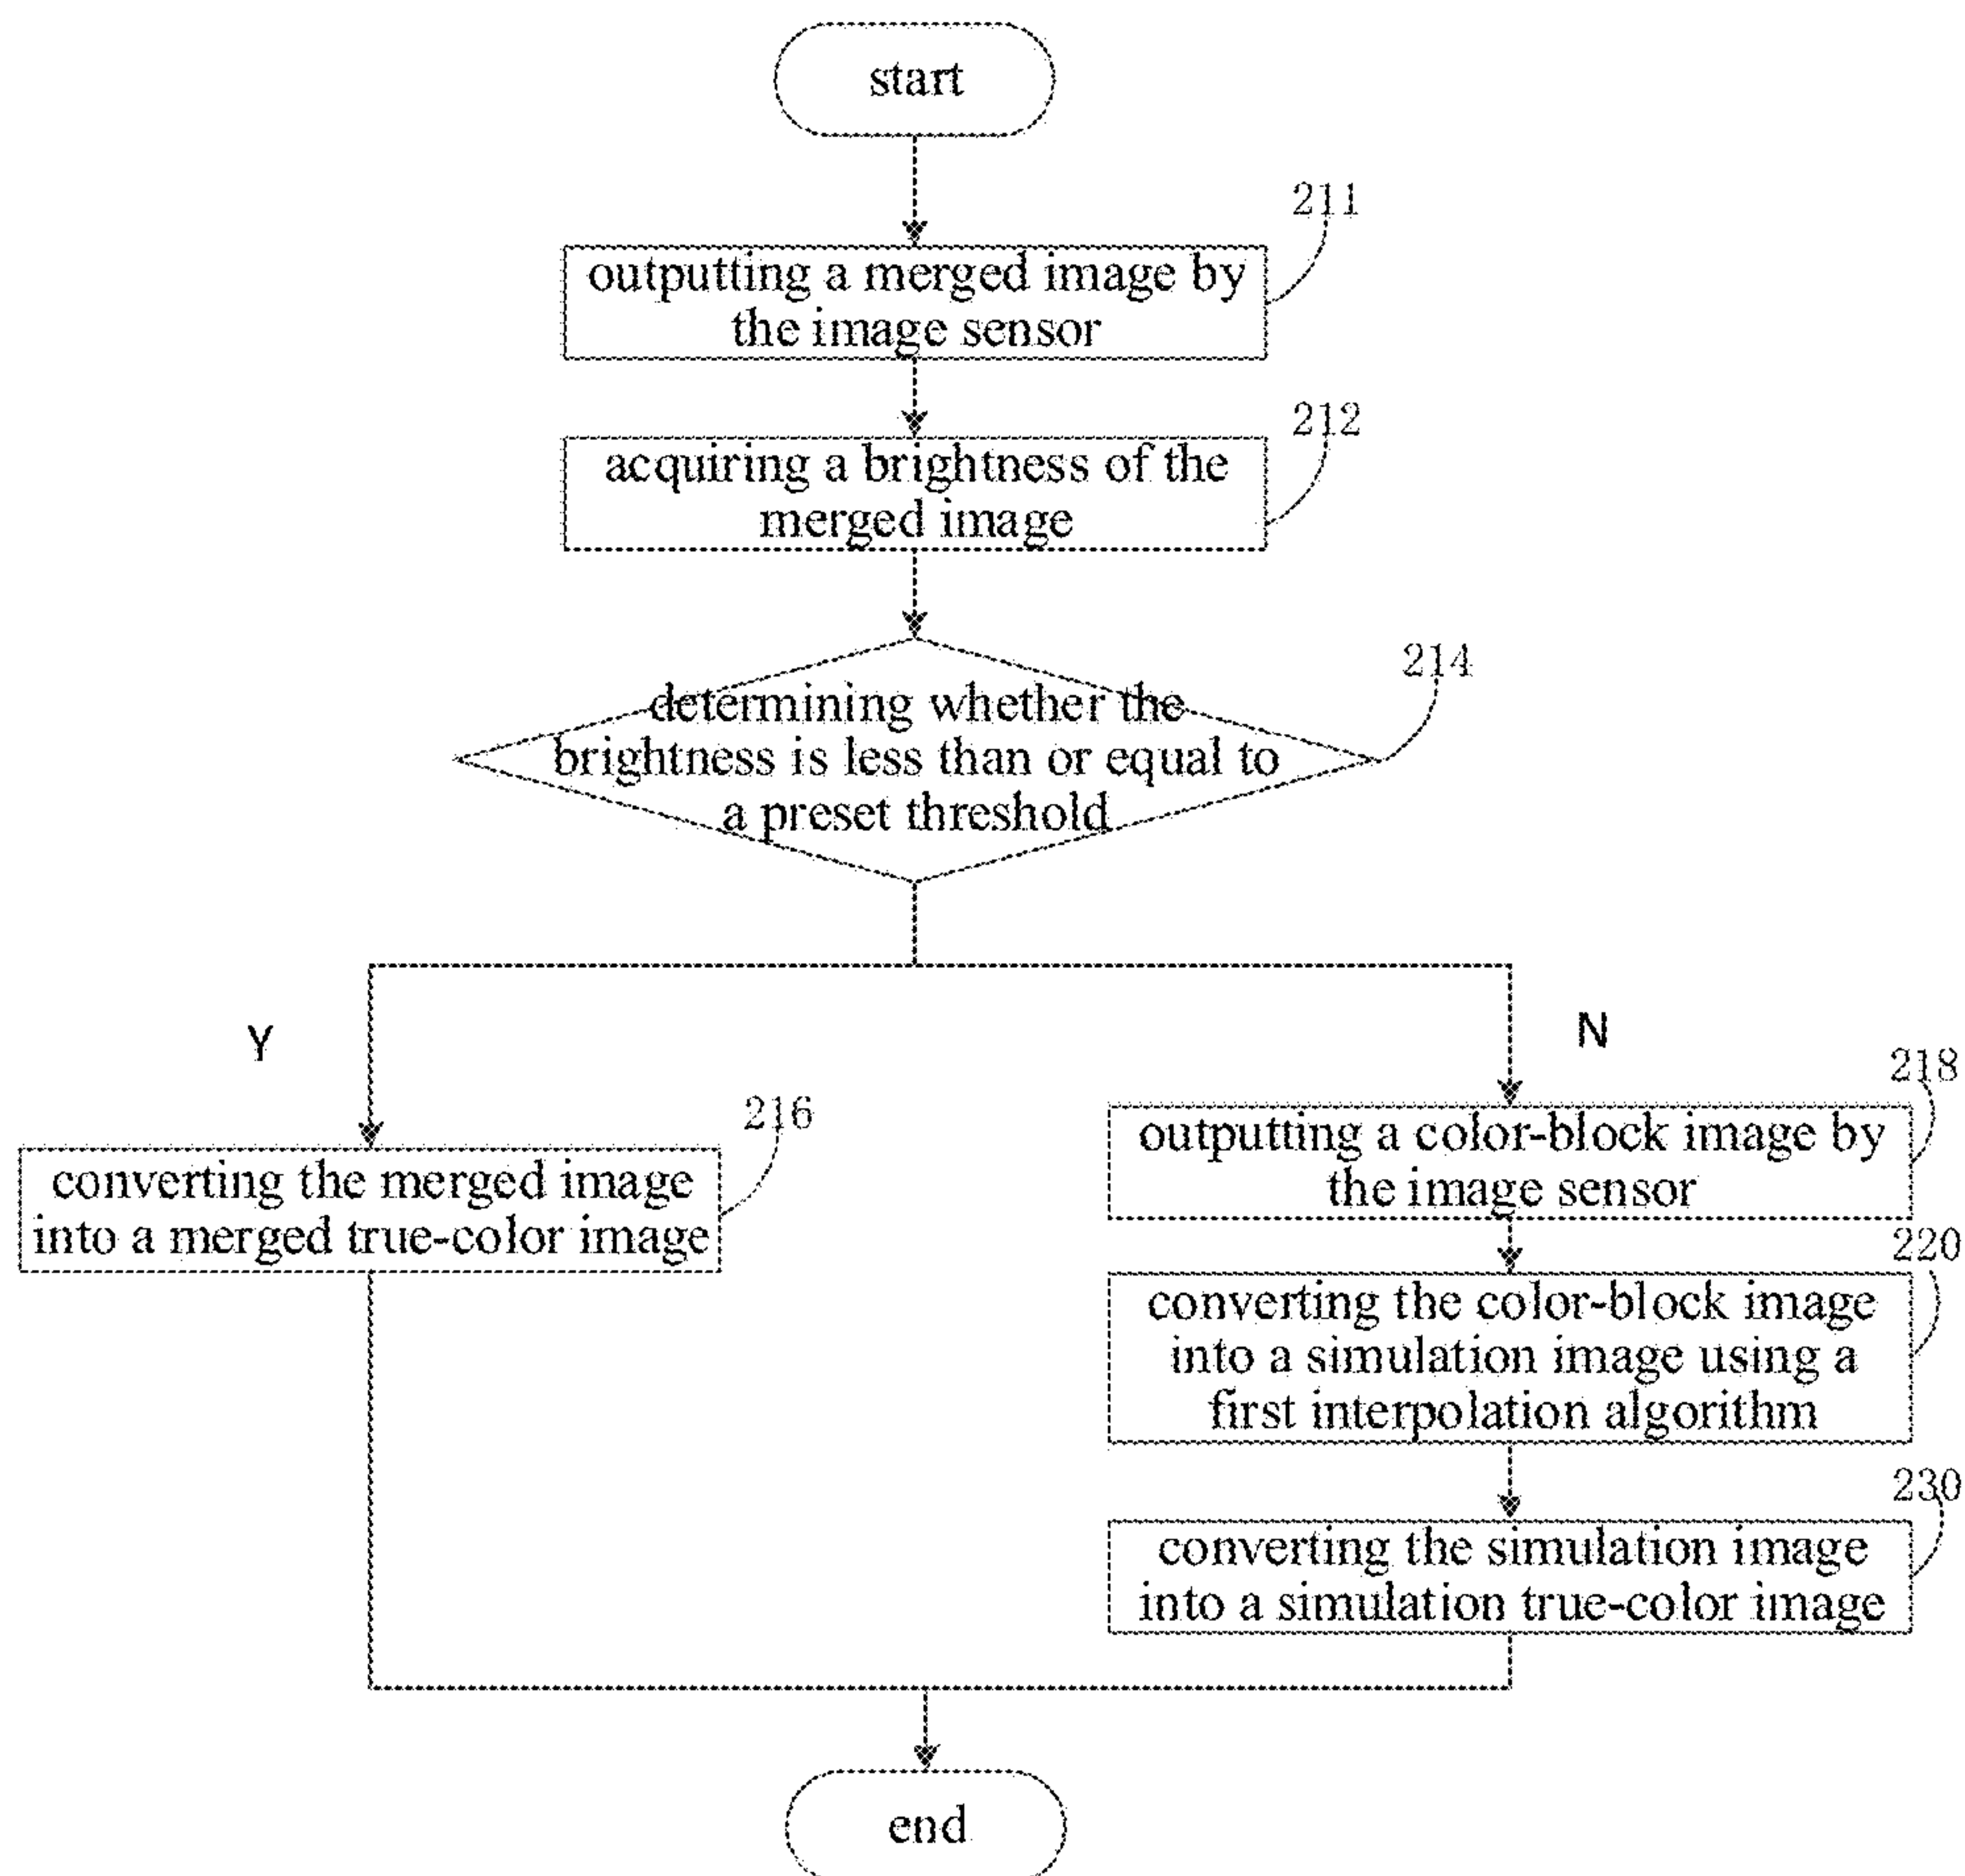 start
211
outputting a merged image by
the image sensor
212
acquiring a brightness of the
merged image
214
determining whether the
brightness is less than or equal to
a preset threshold
Y
N
216
converting the merged image
into a merged true-color image
218
outputting a color-block image by
the image sensor
220
converting the color-block image
into a simulation image using a
first interpolation algorithm
230
converting the simulation image
into a simulation true-color image
end